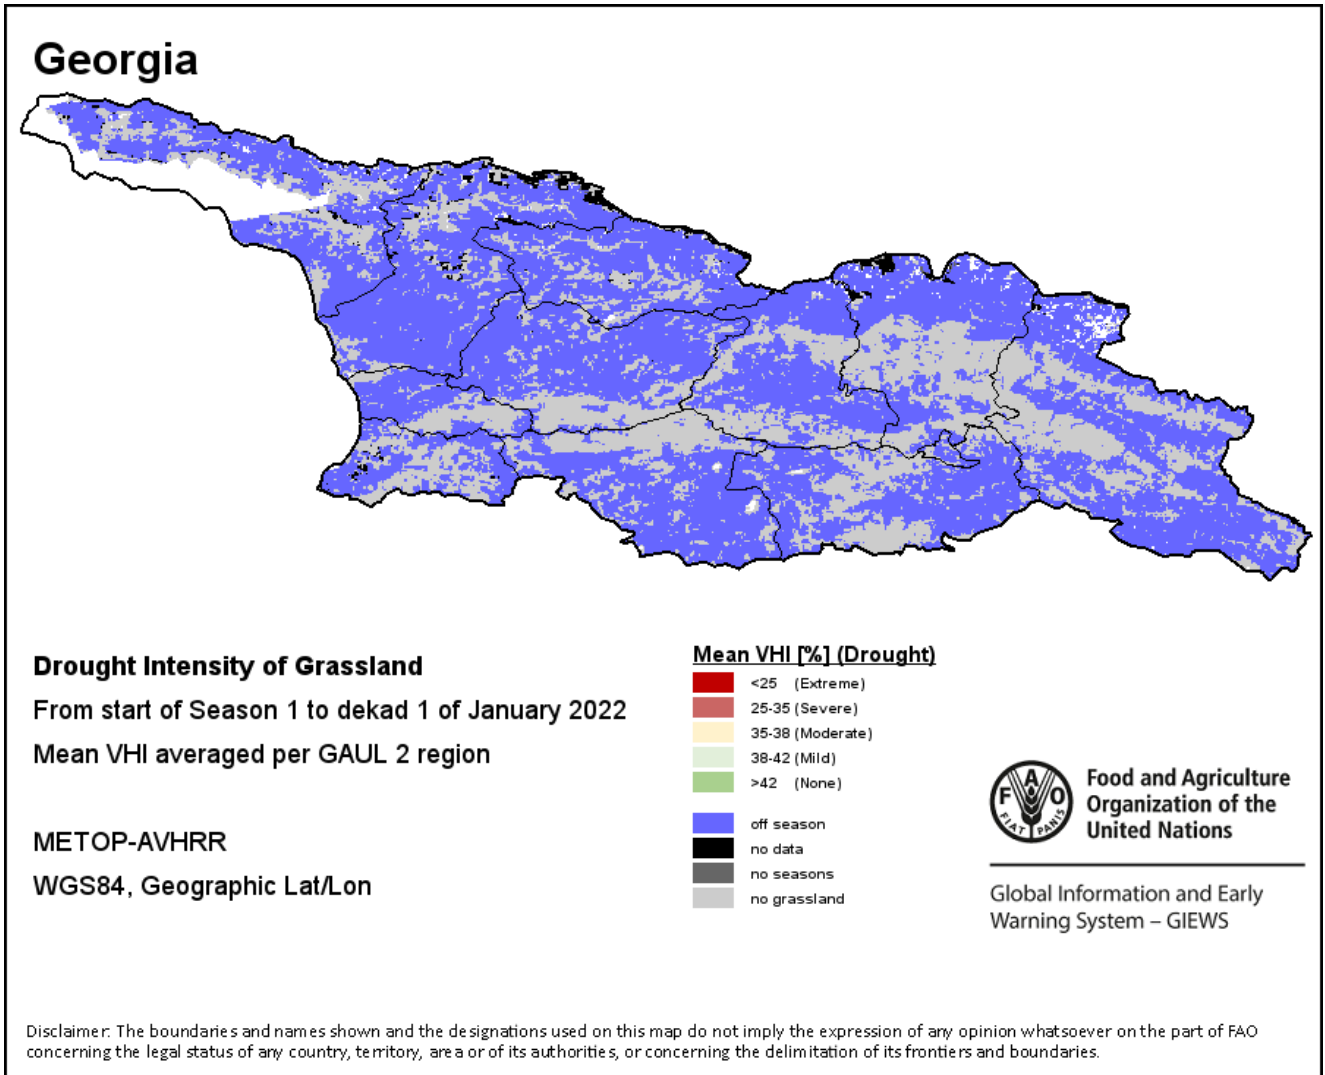 Georgia
Drought Intensity of Grassland
From start of Season 1 to dekad 1 of January 2022
Mean VHI averaged per GAUL 2 region
METOP-AVHRR
WGS84, Geographic Lat/Lon
Mean VHI [%] (Drought)
<25 (Extreme)
25-35 (Severe)
35-38 (Moderate)
38-42 (Mild)
>42 (None)
off season
no data
no seasons
no grassland
F A O
FIAT PANIS
Food and Agriculture
Organization of the
United Nations
Global Information and Early
Warning System – GIEWS
Disclaimer: The boundaries and names shown and the designations used on this map do not imply the expression of any opinion whatsoever on the part of FAO
concerning the legal status of any country, territory, area or of its authorities, or concerning the delimitation of its frontiers and boundaries.